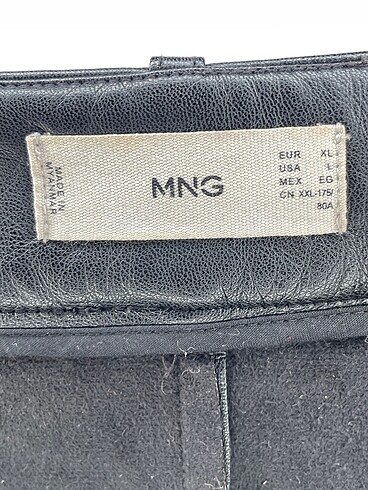 MADE IN
MYANMAR
MNG
EUR XL
USA L
MEX EG
CN XXL-175/
80A